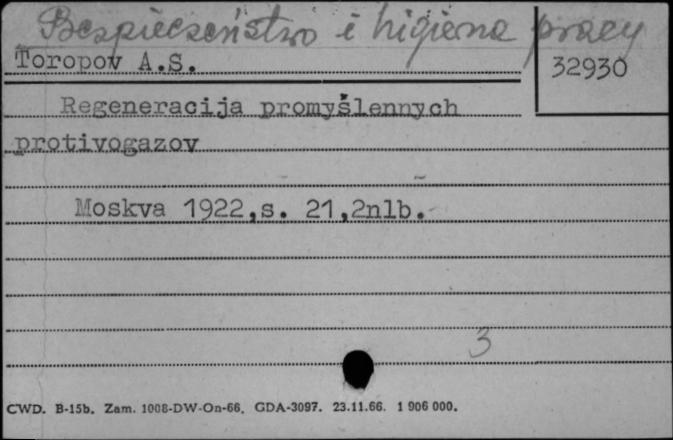 Bezpieczeństwo i higiena pracy
Toropov A.S.
32930
Regeneracija promyšlennych
protivogazov
Moskva 1922,s. 21,2nlb.
3
CWD. B-15b. Zam. 1008-DW-On-66. GDA-3097. 23.11.66. 1 906 000.